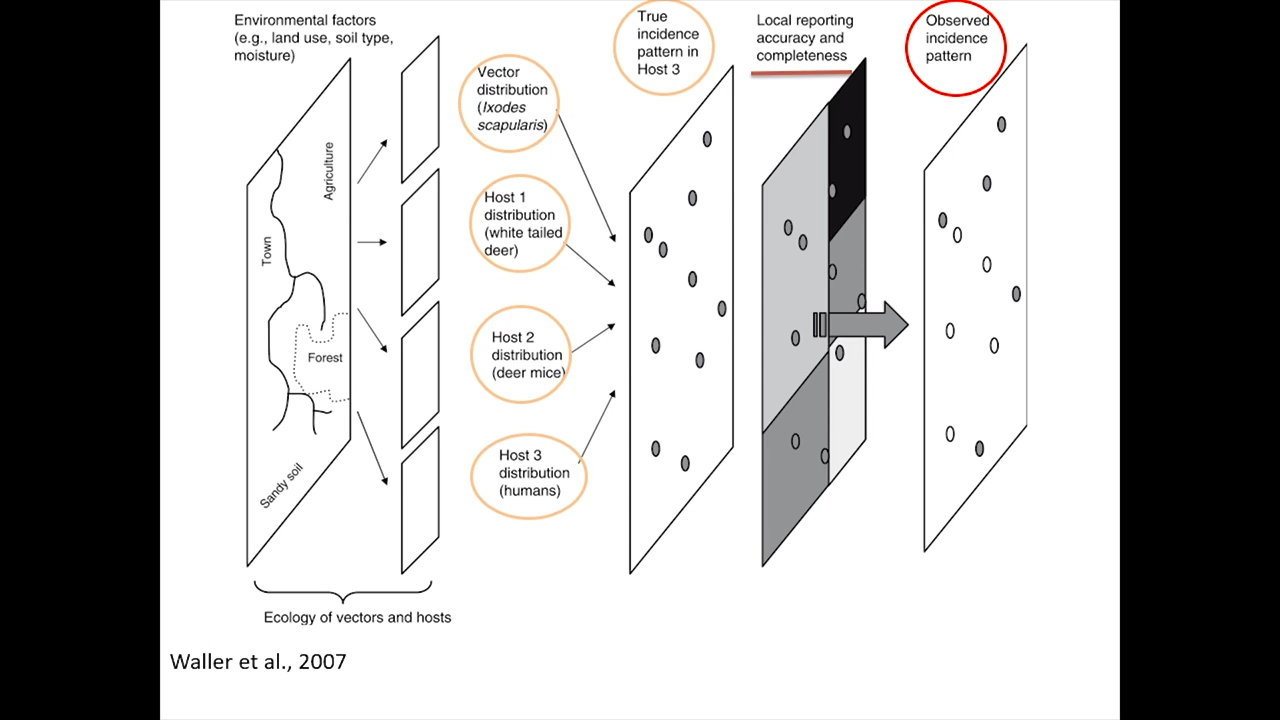 Environmental factors
(e.g., land use, soil type,
moisture)
Agriculture
Town
Forest
Sandy soil
Ecology of vectors and hosts
Vector
distribution
(Ixodes
scapularis)
Host 1
distribution
(white tailed
deer)
Host 2
distribution
(deer mice)
Host 3
distribution
(humans)
True
incidence
pattern in
Host 3
Local reporting
accuracy and
completeness
Observed
incidence
pattern
Waller et al., 2007